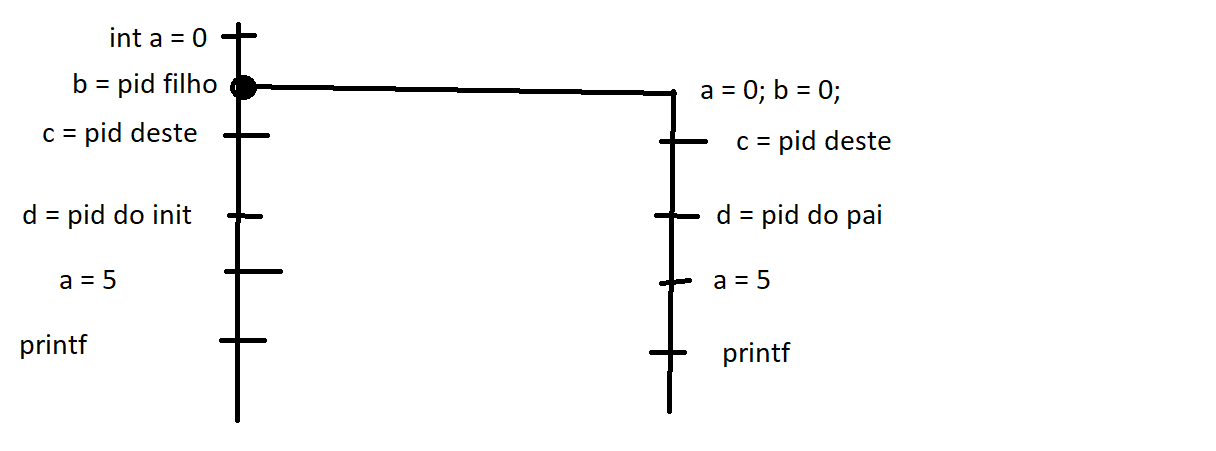 int a = 0
b = pid filho
a = 0; b = 0;
c = pid deste
c = pid deste
d = pid do init
d = pid do pai
a = 5
a = 5
printf
printf